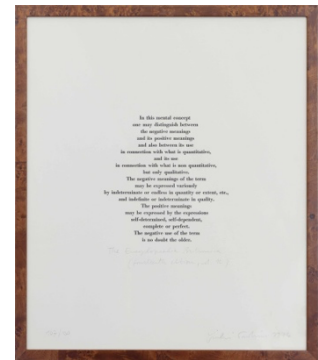 In this mental concept
one may distinguish between
the negative meanings
and its positive meanings
and also between its use
in connection with what is quantitative,
and its use
in connection with what is non quantitative,
but only qualitative.
The negative meanings of the term
may be expressed variously
by indeterminate or endless in quantity or extent, etc.,
and indefinite or indeterminate in quality.
The positive meanings
may be expressed by the expressions
self-determined, self-dependent,
complete or perfect.
The negative use of the term
is no doubt the older.